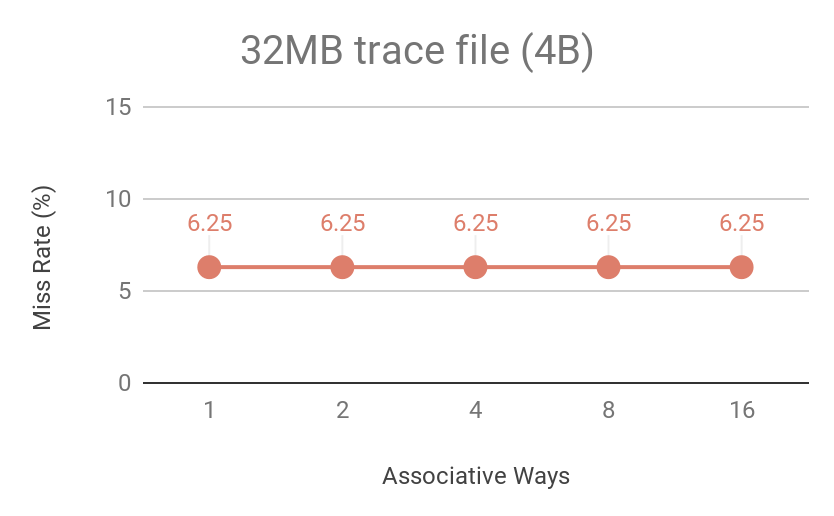 32MB trace file (4B)
15
10
5
0
Miss Rate (%)
6.25 6.25 6.25 6.25 6.25
1 2 4 8 16
Associative Ways